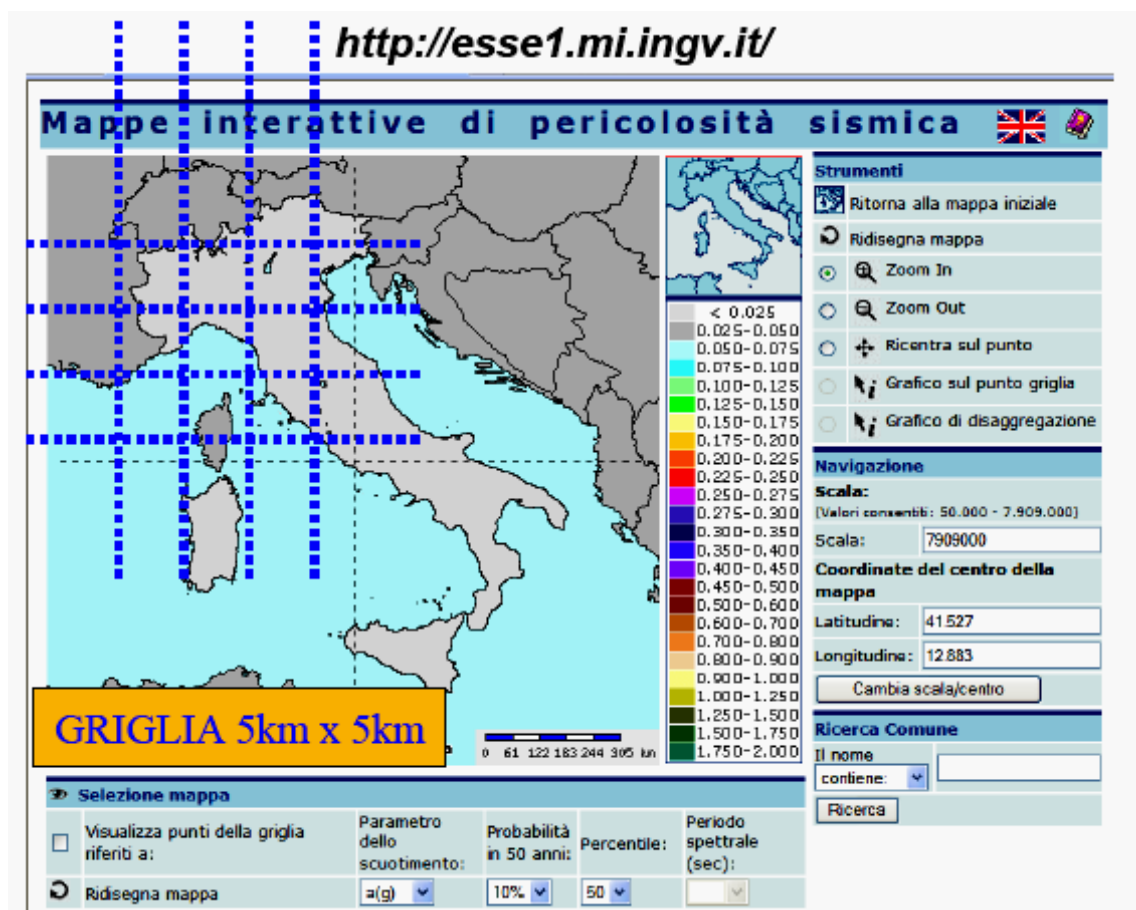 http://esse1.mi.ingv.it/
Mappe interattive di pericolosità sismica
< 0.025
0.025-0.050
0.050-0.075
0.075-0.100
0.100-0.125
0.125-0.150
0.150-0.175
0.175-0.200
0.200-0.225
0.225-0.250
0.250-0.275
0.275-0.300
0.300-0.350
0.350-0.400
0.400-0.450
0.450-0.500
0.500-0.600
0.600-0.700
0.700-0.800
0.800-0.900
0.900-1.000
1.000-1.250
1.250-1.500
1.500-1.750
1.750-2.000
GRIGLIA 5km x 5km
0 61 122 183 244 305 km
Strumenti
Ritorna alla mappa iniziale
Ridisegna mappa
Zoom In
Zoom Out
Ricentra sul punto
Grafico sul punto griglia
Grafico di disaggregazione
Navigazione
Scala:
(Valori consentiti: 50.000 - 7.909.000)
Scala: 7909000
Coordinate del centro della
mappa
Latitudine: 41.527
Longitudine: 12.883
Cambia scala/centro
Ricerca Comune
Il nome
contiene:
Ricerca
Selezione mappa
Visualizza punti della griglia
riferiti a:
Parametro
dello
scuotimento:
Probabilità
in 50 anni:
Percentile:
Periodo
spettrale
(sec):
Ridisegna mappa
a(g)
10%
50